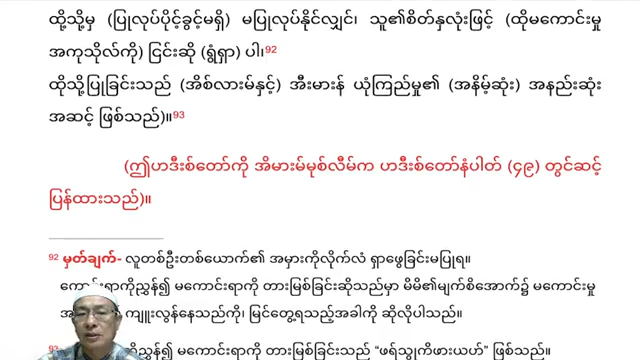 ထို့သို့မှ (ပြုလုပ်ပိုင့်ခွင့်မရှိ) မပြုလုပ်နိုင်လျှင်၊ သူ၏စိတ်နှလုံးဖြင့် (ထိုမကောင်းမှု
အကုသိုလ်ကို) ငြင်းဆို (ရွံရှာ) ပါ၊92
ထိုသို့ပြုခြင်းသည် (အိစ်လားမ်နှင့်) အီးမားန် ယုံကြည်မှု၏ (အနိမ့်ဆုံး) အနည်းဆုံး
အဆင့် ဖြစ်သည်)။93
(ဤဟဒီးစ်တော်ကို အိမားမ်မုစ်လီမ်က ဟဒီးစ်တော်နံပါတ် (၄၉) တွင်ဆင့်
ပြန်ထားသည်)။
92 မှတ်ချက်- လူတစ်ဦးတစ်ယောက်၏ အမှားကိုလိုက်လံ ရှာဖွေခြင်းမပြုရ။
ကောင်းရာကိုညွှန်၍ မကောင်းရာကို တားမြစ်ခြင်းဆိုသည်မှာ မိမိ၏မျက်စိအောက်၌ မကောင်းမှု
ကျူးလွန်နေသည်ကို၊ မြင်တွေ့ရသည့်အခါကို ဆိုလိုပါသည်။
93 မကောင်းရာကို တားမြစ်ခြင်းသည် “ဖရ်သွုကိဖာယဟ်” ဖြစ်သည်။